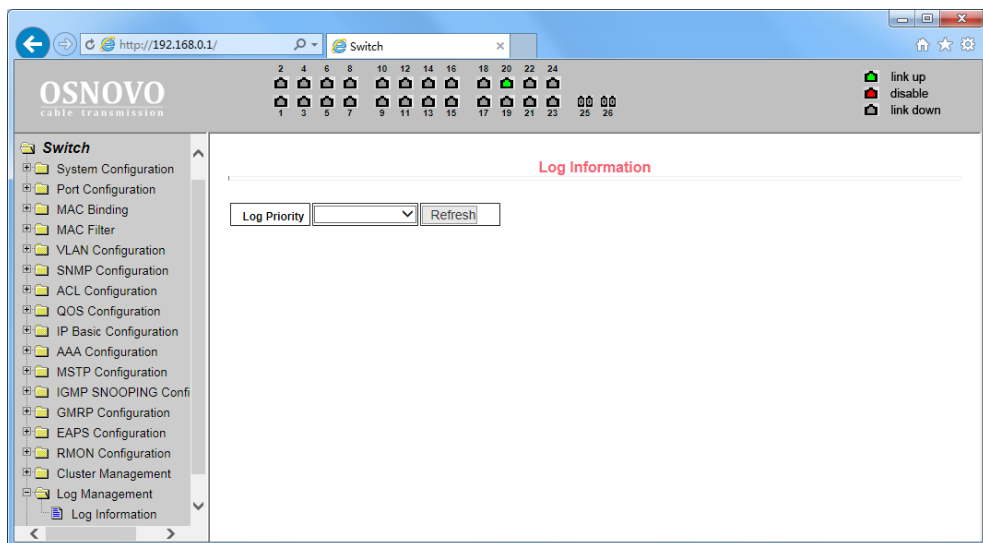 http://192.168.0.1/
Switch
2 4 6 8 10 12 14 16 18 20 22 24
1 3 5 7 9 11 13 15 17 19 21 23 25 26
OSNOVO
cable transmission
link up
disable
link down
Switch
System Configuration
Port Configuration
MAC Binding
MAC Filter
VLAN Configuration
SNMP Configuration
ACL Configuration
QOS Configuration
IP Basic Configuration
AAA Configuration
MSTP Configuration
IGMP SNOOPING Confi
GMRP Configuration
EAPS Configuration
RMON Configuration
Cluster Management
Log Management
Log Information
Log Information
Log Priority Refresh